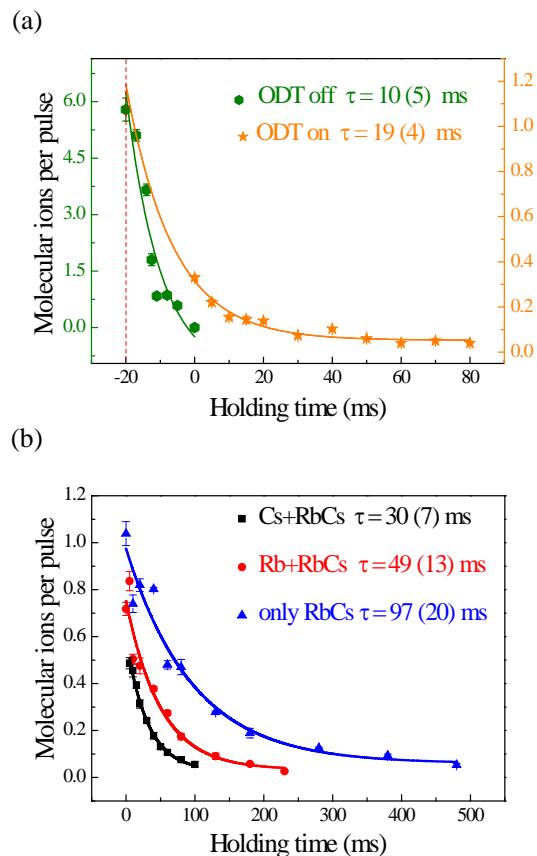 (a)
Molecular ions per pulse
6.0
4.5
3.0
1.5
0.0
1.2
1.0
0.8
0.6
0.4
0.2
0.0
ODT off τ = 10 (5) ms
ODT on τ = 19 (4) ms
-20 0 20 40 60 80
Holding time (ms)
(b)
Molecular ions per pulse
1.2
1.0
0.8
0.6
0.4
0.2
0.0
Cs+RbCs τ = 30 (7) ms
Rb+RbCs τ = 49 (13) ms
only RbCs τ = 97 (20) ms
0 100 200 300 400 500
Holding time (ms)